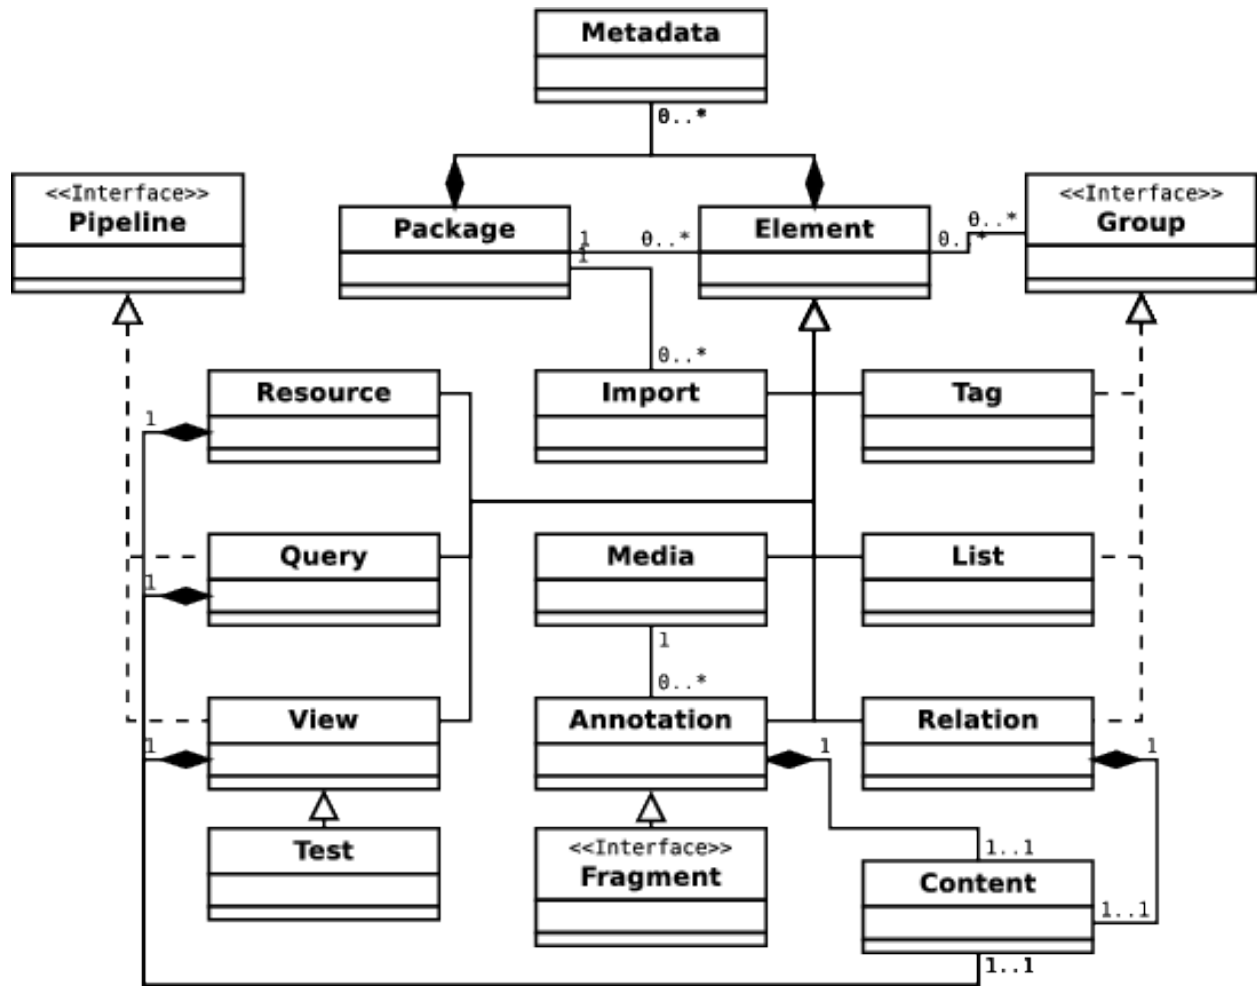 Metadata
0..*
<<Interface>>
Pipeline
Package
Element
<<Interface>>
Group
1
0..*
0..*
0..*
1
0..*
Resource
Import
Tag
1
Query
Media
List
1
1
0..*
View
Annotation
Relation
1
1
1
Test
<<Interface>>
Fragment
1..1
Content
1..1
1..1